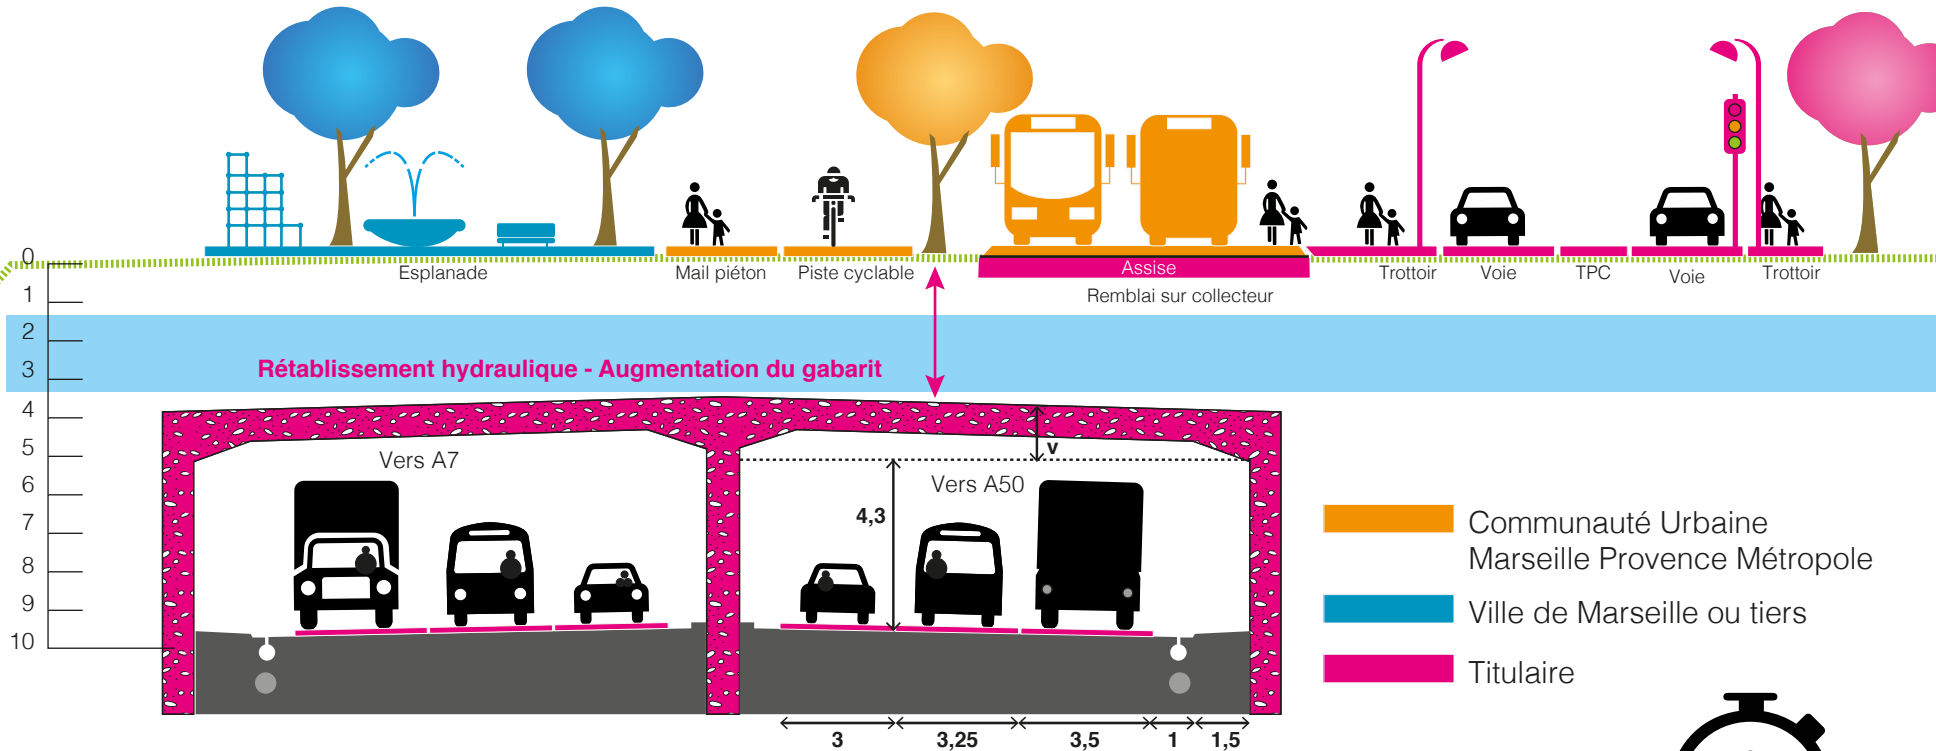 0
1
2
3
4
5
6
7
8
9
10
Esplanade
Mail piéton
Piste cyclable
Assise
Remblai sur collecteur
Trottoir
Voie
TPC
Voie
Trottoir
Rétablissement hydraulique - Augmentation du gabarit
Vers A7
v
Vers A50
4,3
3
3,25
3,5
1
1,5
Communauté Urbaine
Marseille Provence Métropole
Ville de Marseille ou tiers
Titulaire